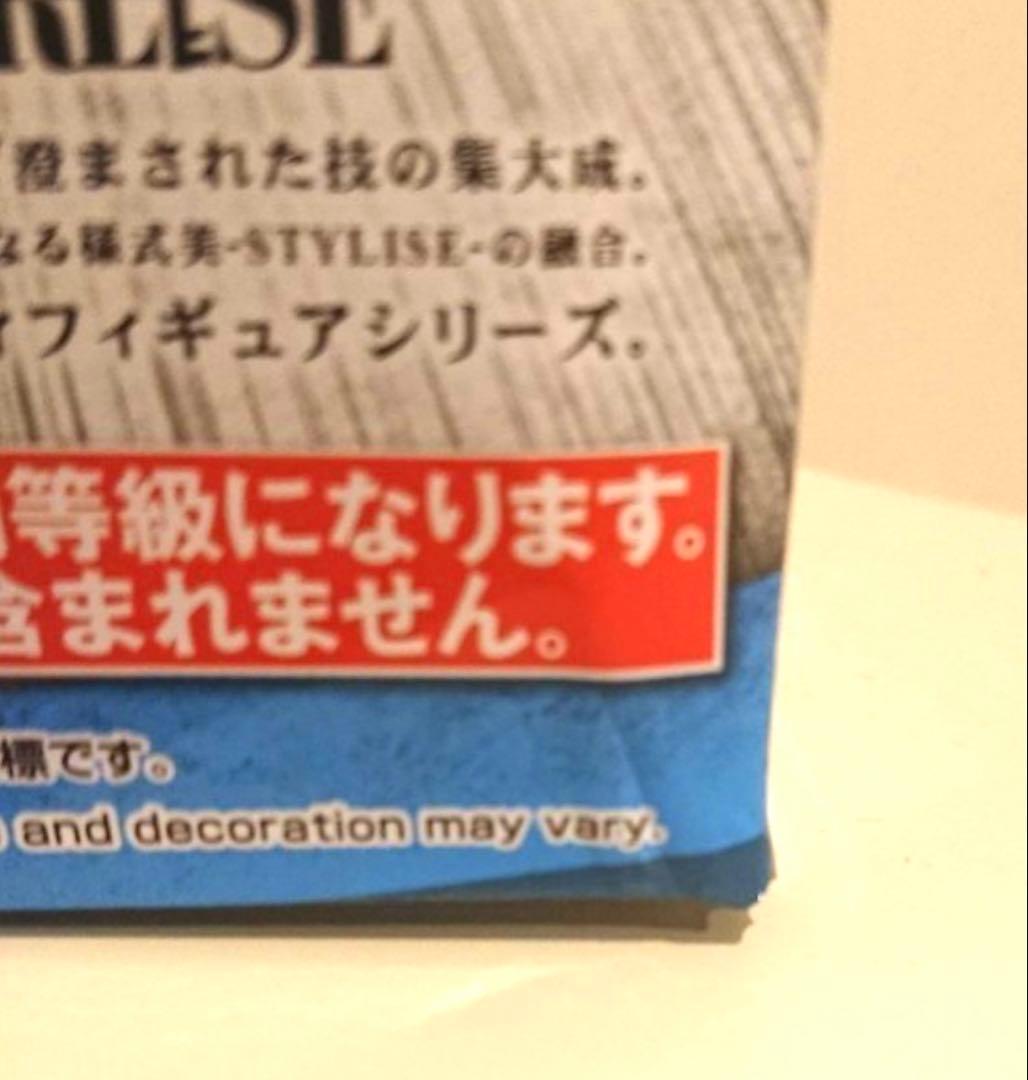 RLISE
澄まされた技の集大成。
なる様式美-STYLISE-の融合。
フィギュアシリーズ。
等級になります。
含まれません。
標です。
and decoration may vary.